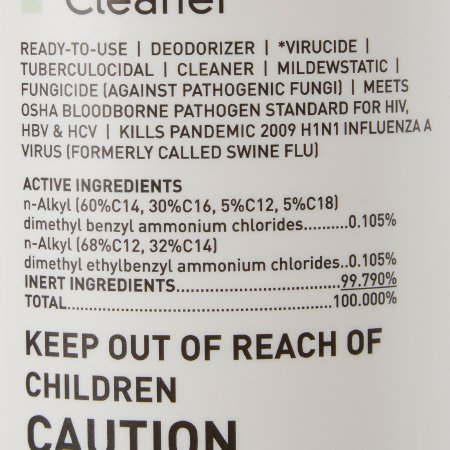 Cleaner
READY-TO-USE | DEODORIZER | *VIRUCIDE |
TUBERCULOCIDAL | CLEANER | MILDEWSTATIC |
FUNGICIDE (AGAINST PATHOGENIC FUNGI) | MEETS
OSHA BLOODBORNE PATHOGEN STANDARD FOR HIV,
HBV & HCV | KILLS PANDEMIC 2009 H1N1 INFLUENZA A
VIRUS (FORMERLY CALLED SWINE FLU)
ACTIVE INGREDIENTS
n-Alkyl (60%C14, 30%C16, 5%C12, 5%C18)
dimethyl benzyl ammonium chlorides..........0.105%
n-Alkyl (68%C12, 32%C14)
dimethyl ethylbenzyl ammonium chlorides..0.105%
INERT INGREDIENTS....................................99.790%
TOTAL...........................................................100.000%
KEEP OUT OF REACH OF
CHILDREN
CAUTION